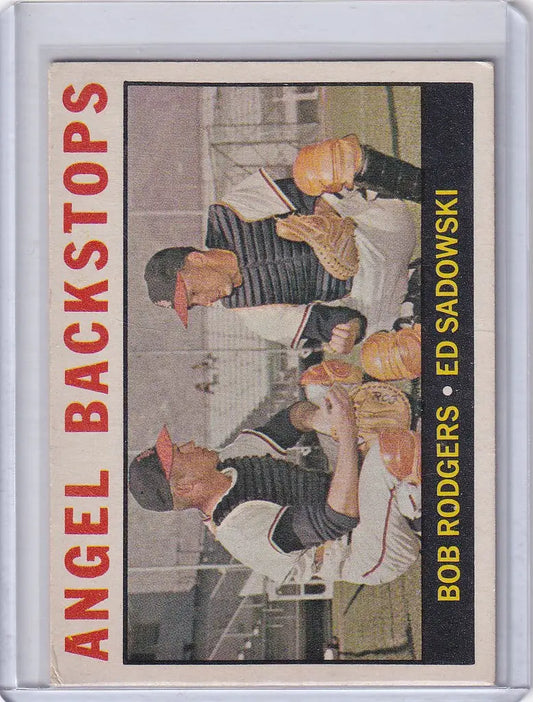 ANGEL BACKSTOPS
BOB RODGERS • ED SADOWSKI